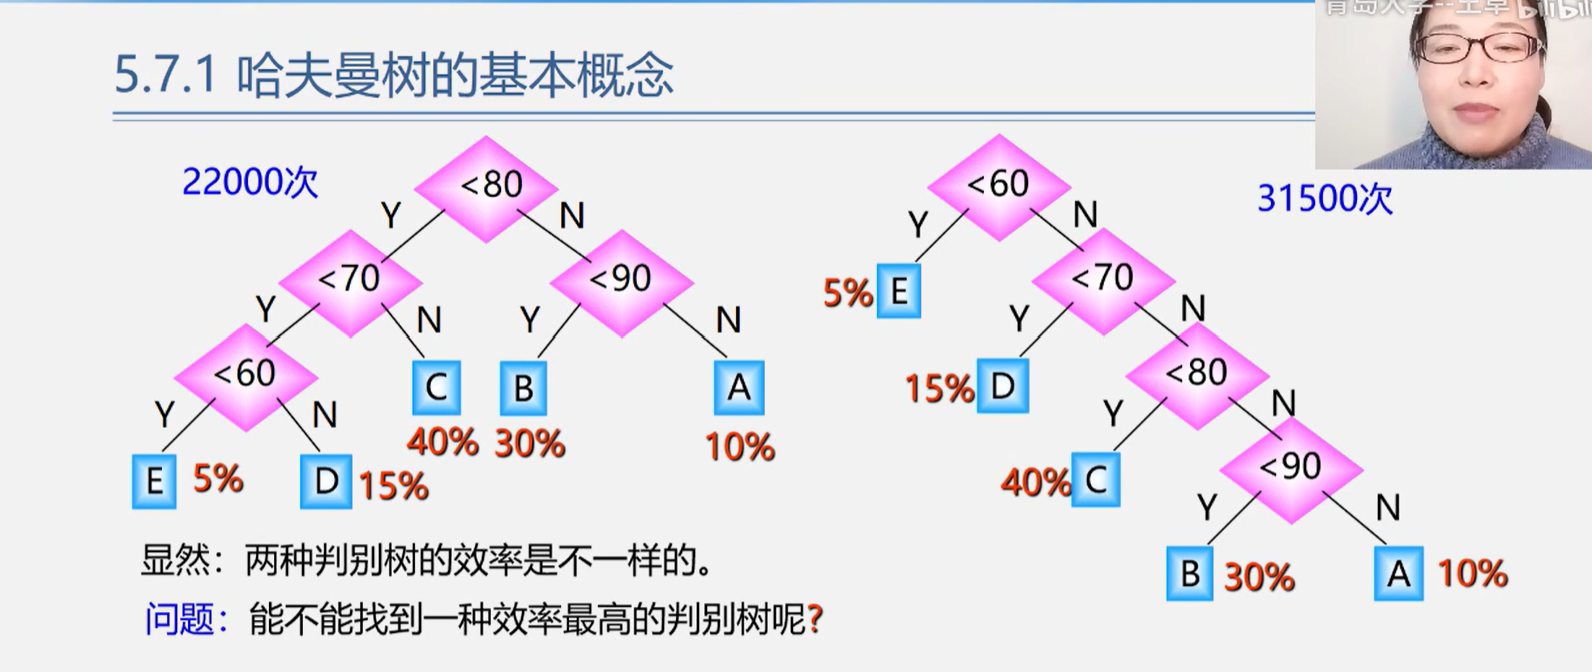 青岛大学--王卓 bilibili
5.7.1 哈夫曼树的基本概念
22000次
<80
Y
N
<70
<90
Y
N
Y
N
<60
C
B
A
Y
N
40%
30%
10%
E
5%
D
15%
31500次
<60
Y
N
5%
E
<70
Y
N
15%
D
<80
Y
N
40%
C
<90
Y
N
B
30%
A
10%
显然：两种判别树的效率是不一样的。
问题：能不能找到一种效率最高的判别树呢?